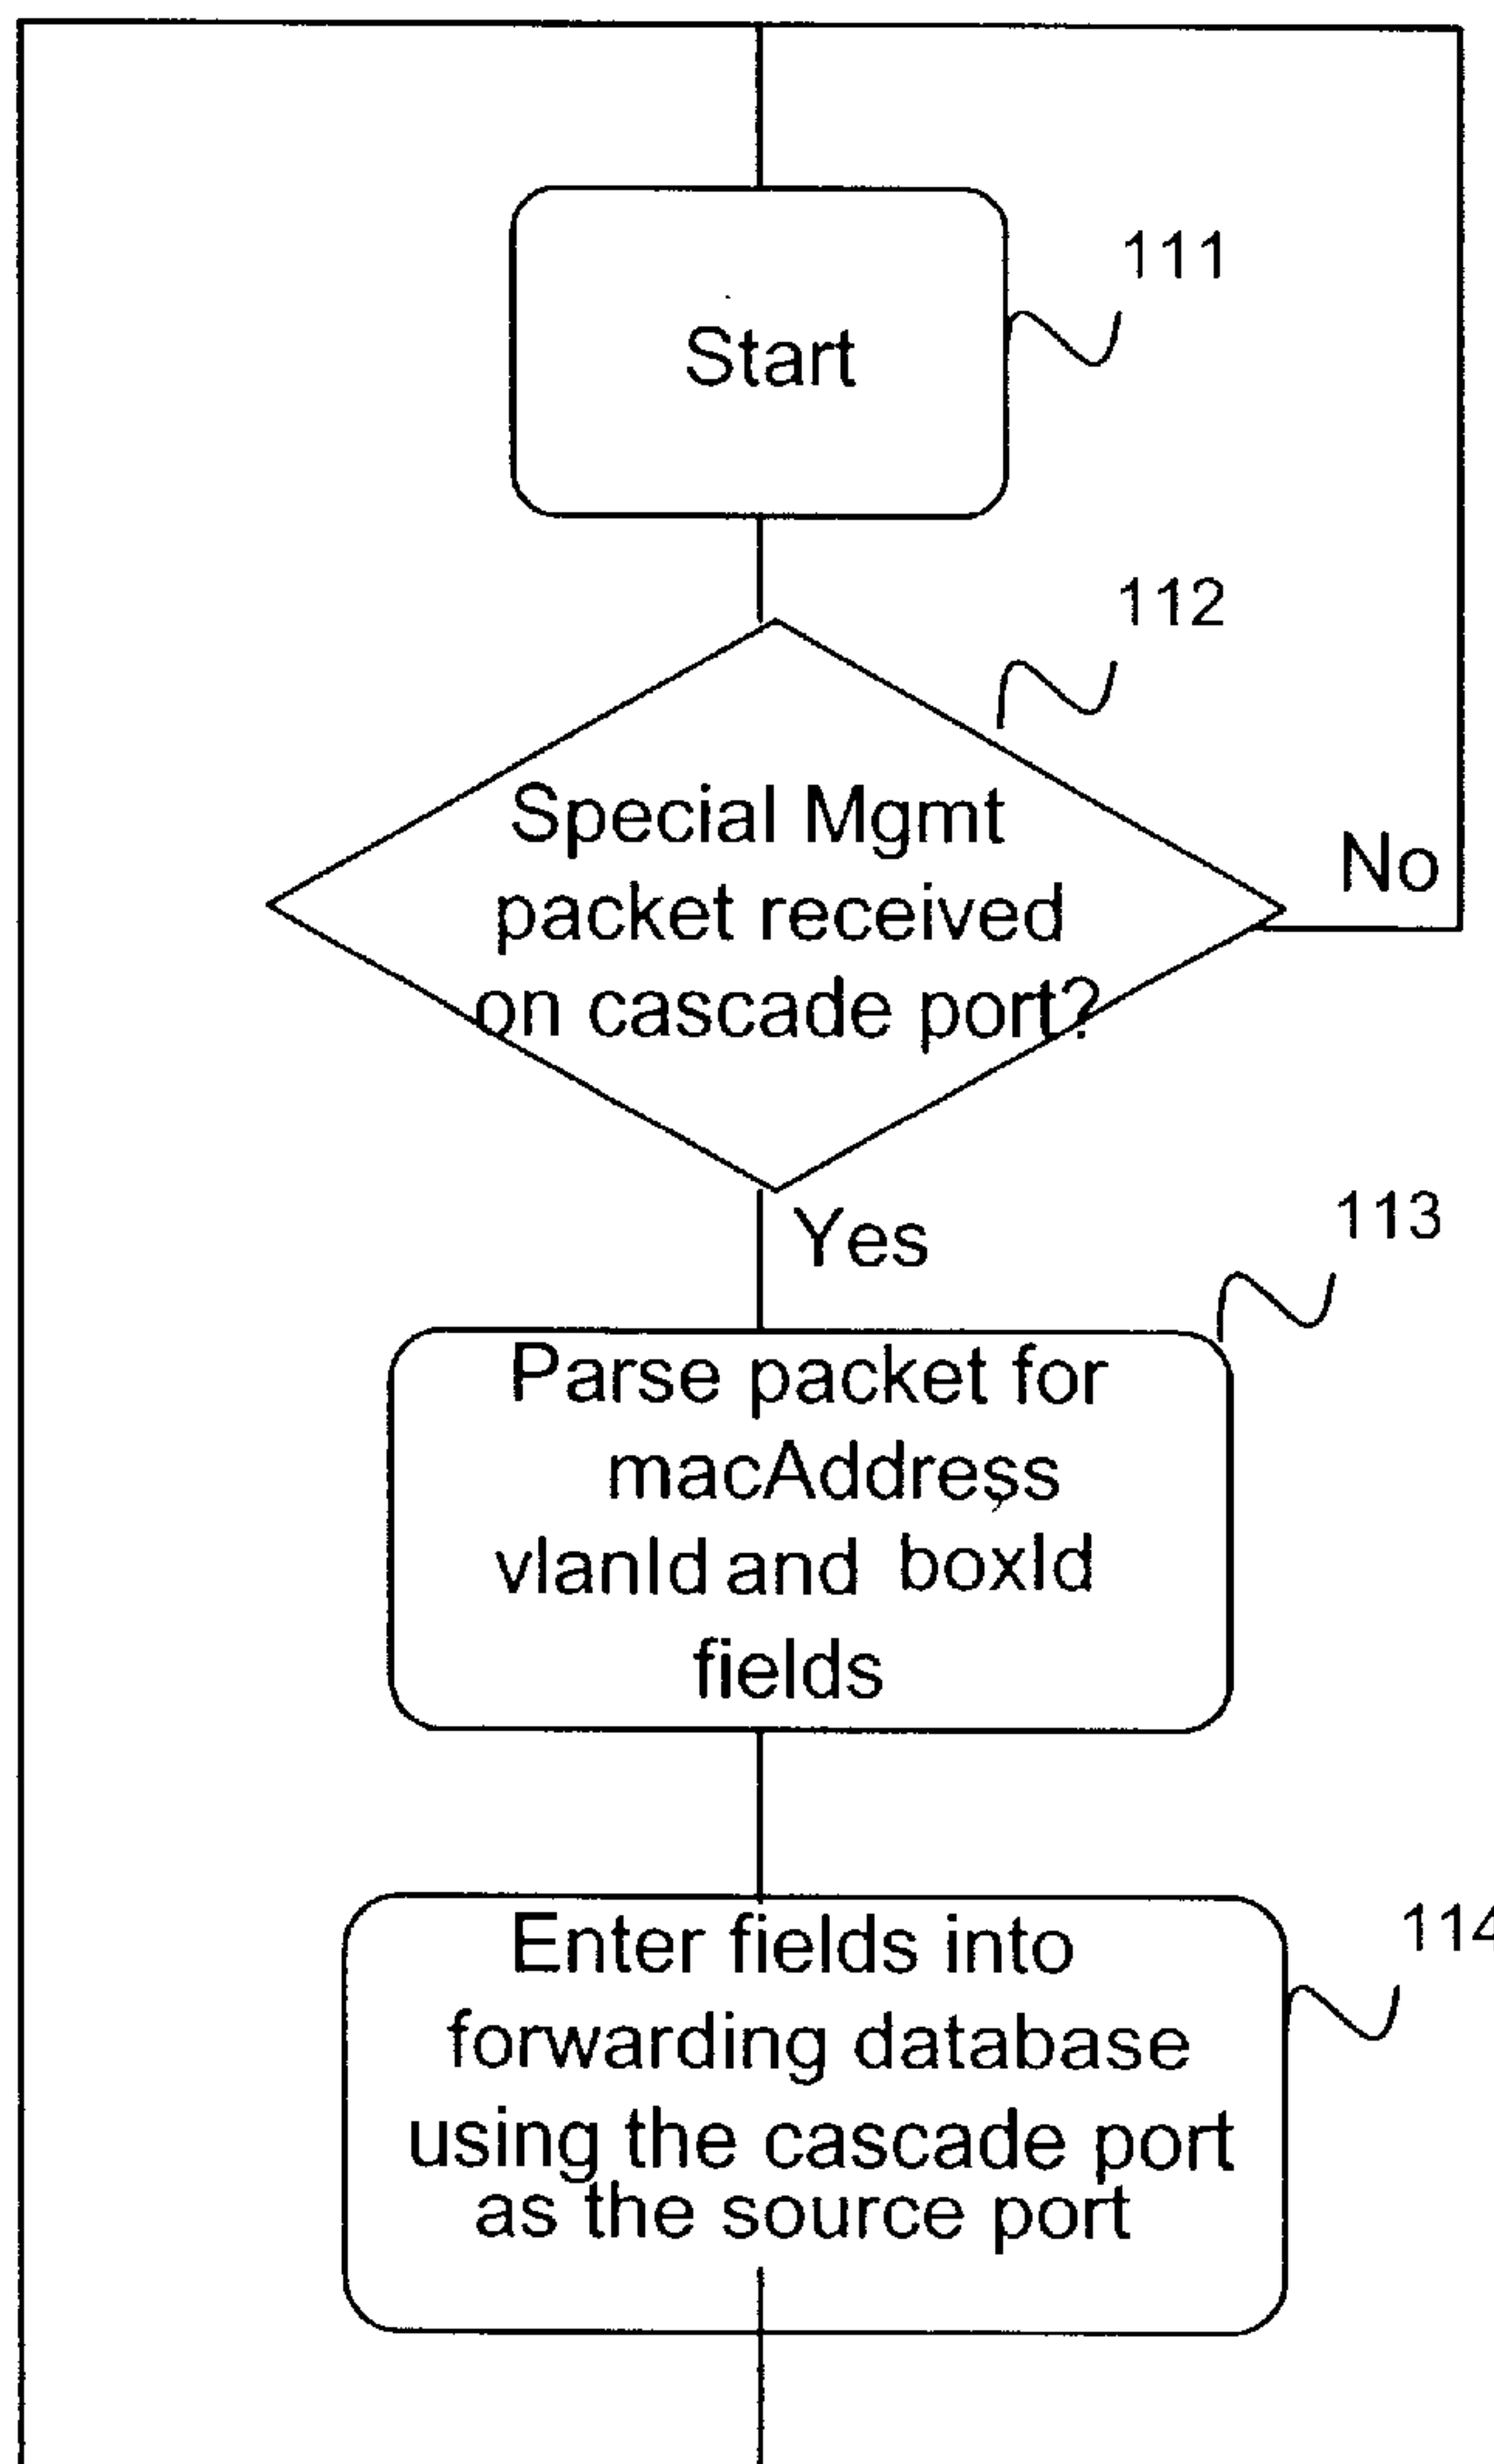 111
Start
112
Special Mgmt
packet received
on cascade port?
No
Yes
113
Parse packet for
macAddress
vlanId and boxId
fields
114
Enter fields into
forwarding database
using the cascade port
as the source port